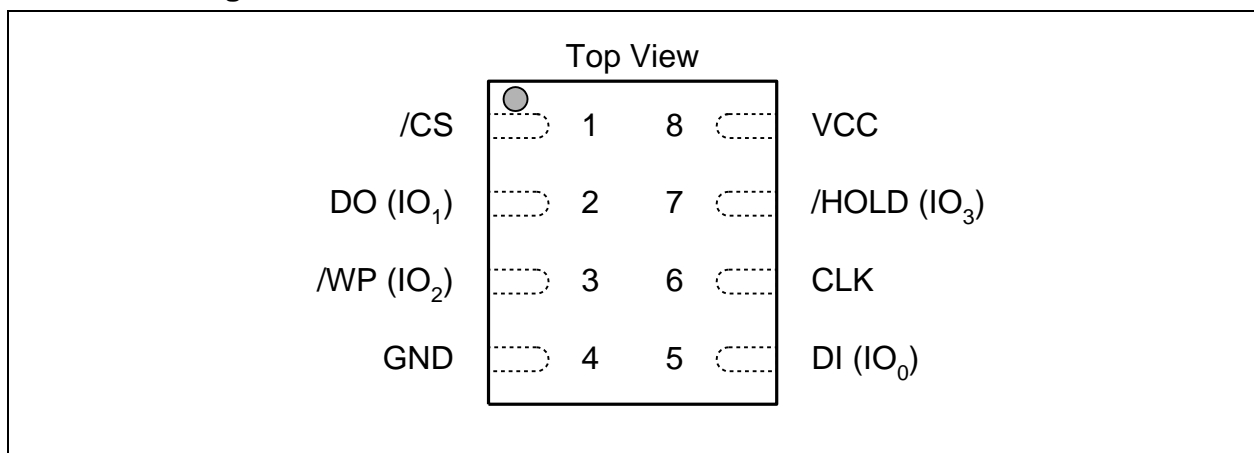 Top View
/CS 1 8 VCC
DO (IO₁) 2 7 /HOLD (IO₃)
/WP (IO₂) 3 6 CLK
GND 4 5 DI (IO₀)